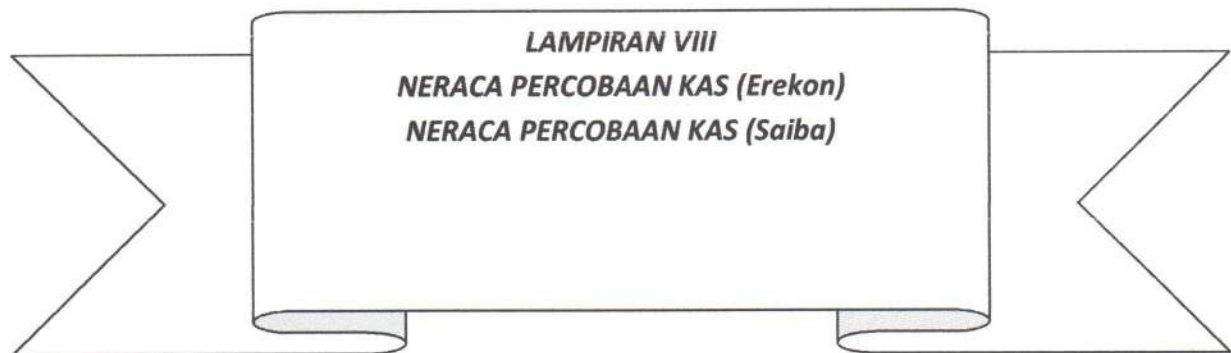 LAMPIRAN VIII
NERACA PERCOBAAN KAS (Erekon)
NERACA PERCOBAAN KAS (Saiba)